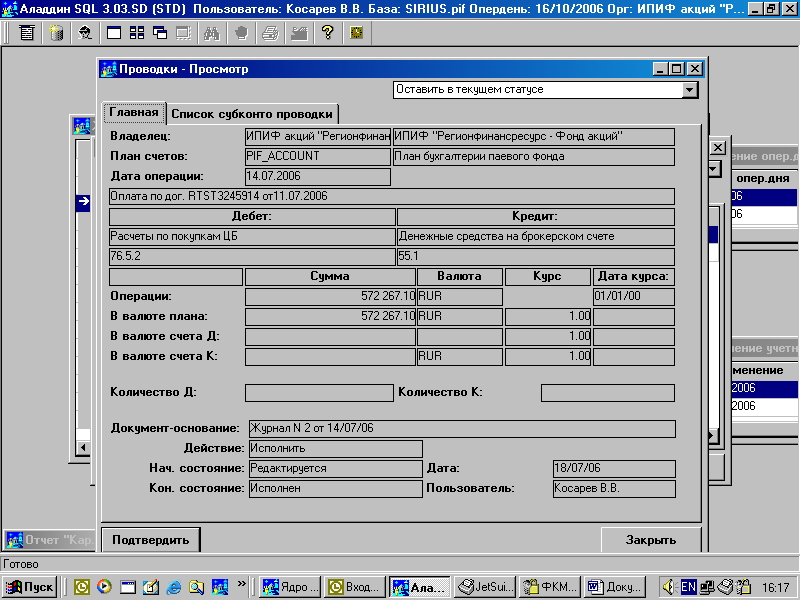 Аладдин SQL 3.03.SD (STD) Пользователь: Косарев В.В. База: SIRIUS.pif Опердень: 16/10/2006 Орг: ИПИФ акций "Р...
Проводки - Просмотр
Оставить в текущем статусе
Главная Список субконто проводки
Владелец: ИПИФ акций "Регионфинан ИПИФ "Регионфинансресурс - Фонд акций"
План счетов: PIF_ACCOUNT План бухгалтерии паевого фонда
Дата операции: 14.07.2006
Оплата по дог. RTST3245914 от11.07.2006
Дебет: Кредит:
Расчеты по покупкам ЦБ Денежные средства на брокерском счете
76.5.2 55.1
Сумма Валюта Курс Дата курса:
Операции: 572 267.10 RUR 01/01/00
В валюте плана: 572 267.10 RUR 1.00
В валюте счета Д: 1.00
В валюте счета К: RUR 1.00
Количество Д: Количество К:
Документ-основание: Журнал N 2 от 14/07/06
Действие: Исполнить
Нач. состояние: Редактируется Дата: 18/07/06
Кон. состояние: Исполнен Пользователь: Косарев В.В.
Подтвердить Закрыть
ение опер.д
опер.дня
06
06
ение учетн
менение
2006
2006
Отчет "Кар.
Готово
Пуск » Ядро ... Вход... Ала... JetSui... ФКМ... Доку... EN 16:17